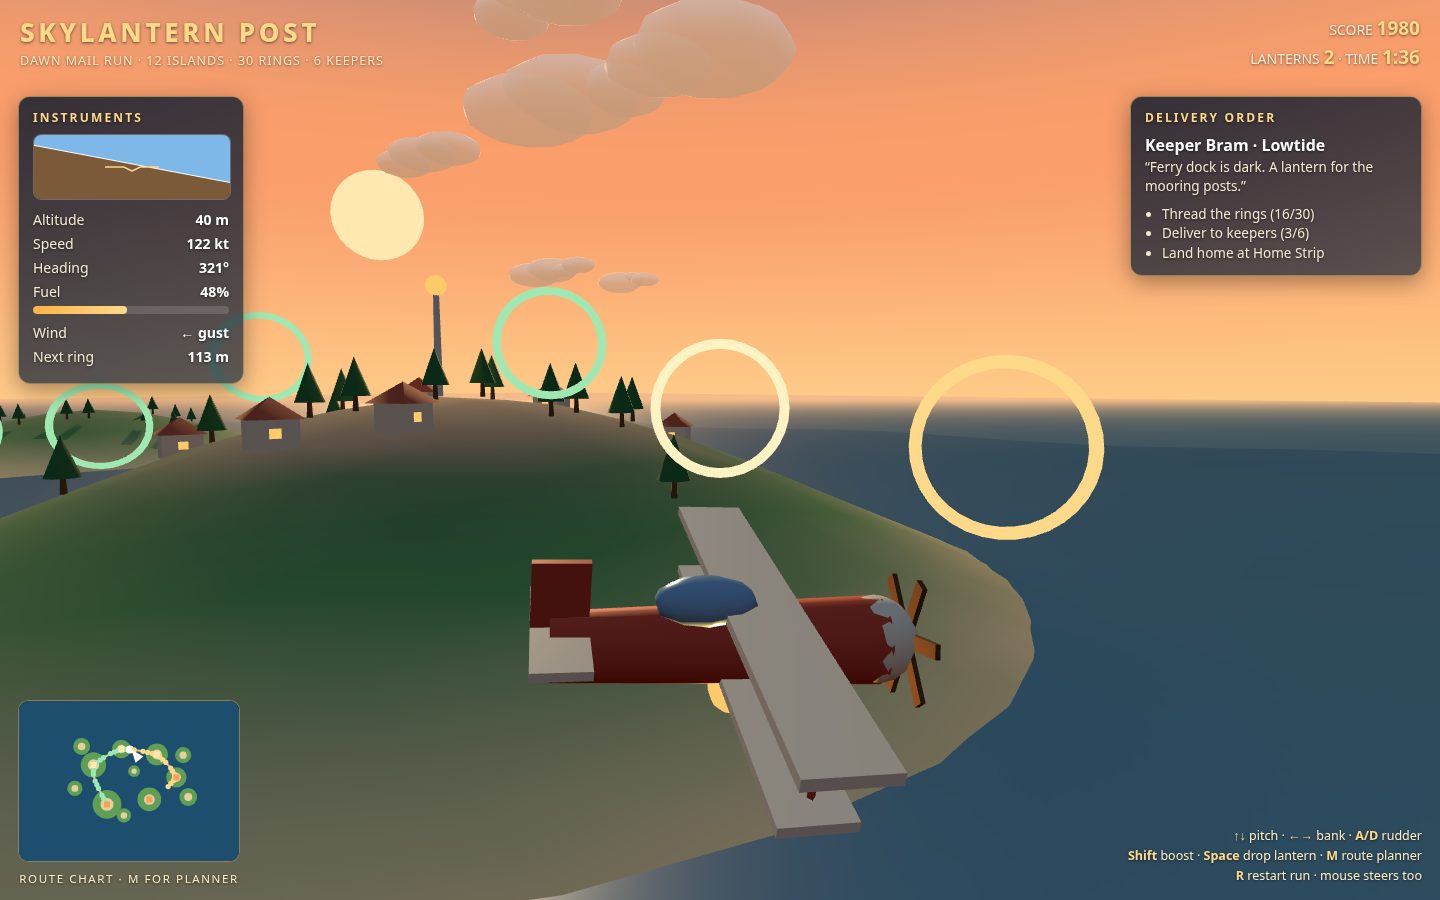 SKYLANTERN POST
DAWN MAIL RUN · 12 ISLANDS · 30 RINGS · 6 KEEPERS
SCORE 1980
LANTERNS 2 · TIME 1:36
INSTRUMENTS
Altitude 40 m
Speed 122 kt
Heading 321°
Fuel 48%
Wind ← gust
Next ring 113 m
DELIVERY ORDER
Keeper Bram · Lowtide
“Ferry dock is dark. A lantern for the
mooring posts.”
• Thread the rings (16/30)
• Deliver to keepers (3/6)
• Land home at Home Strip
ROUTE CHART · M FOR PLANNER
↑↓ pitch · ←→ bank · A/D rudder
Shift boost · Space drop lantern · M route planner
R restart run · mouse steers too